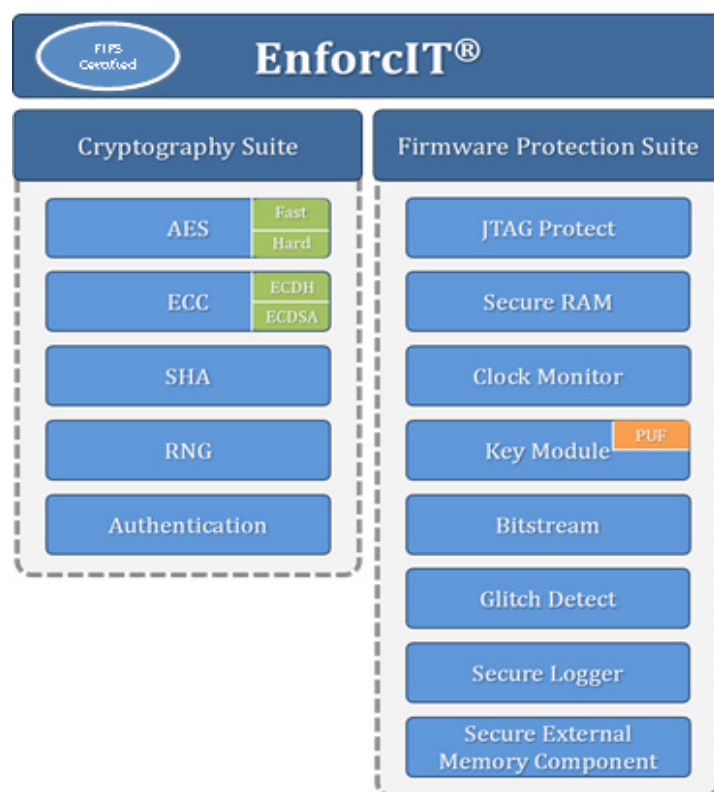 FIPS
Certified
EnforcIT®
Cryptography Suite
AES
Fast
Hard
ECC
ECDH
ECDSA
SHA
RNG
Authentication
Firmware Protection Suite
JTAG Protect
Secure RAM
Clock Monitor
Key Module
PUF
Bitstream
Glitch Detect
Secure Logger
Secure External
Memory Component